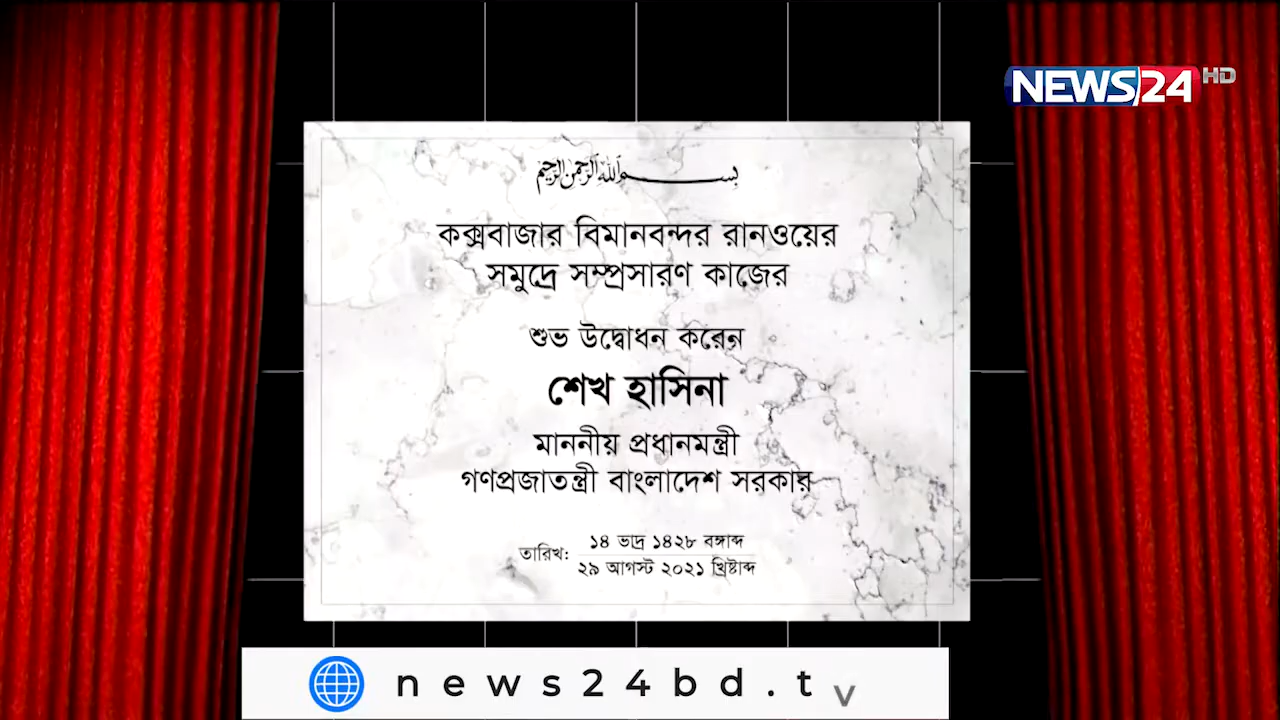 NEWS24 HD
بسم الله الرحمن الرحيم
কক্সবাজার বিমানবন্দর রানওয়ের
সমুদ্রে সম্প্রসারণ কাজের
শুভ উদ্বোধন করেন
শেখ হাসিনা
মাননীয় প্রধানমন্ত্রী
গণপ্রজাতন্ত্রী বাংলাদেশ সরকার
তারিখ: ১৪ ভাদ্র ১৪২৮ বঙ্গাব্দ
২৯ আগস্ট ২০২১ খ্রিষ্টাব্দ
news24bd.tv